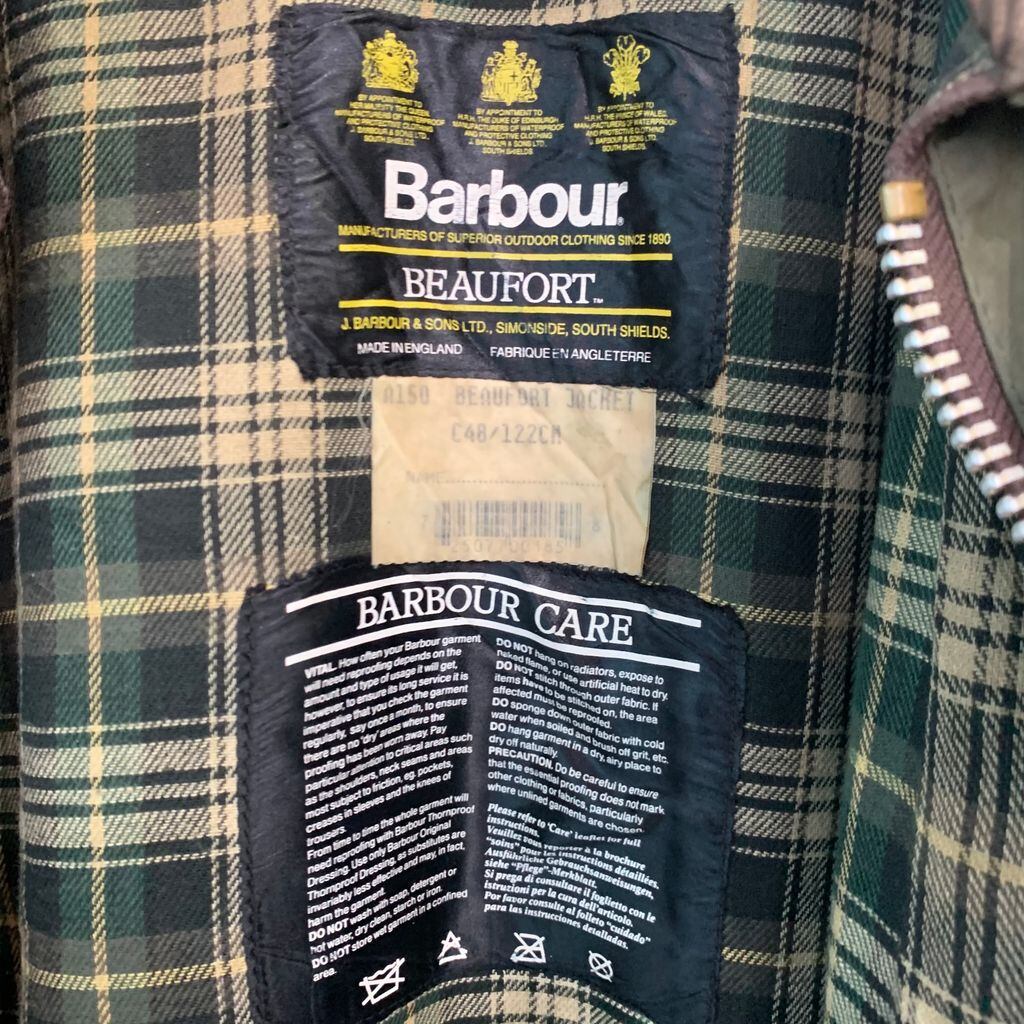 BY APPOINTMENT TO
HER MAJESTY THE QUEEN.
MANUFACTURERS OF WATERPROOF
AND PROTECTIVE CLOTHING
J. BARBOUR & SONS LTD.
SOUTH SHIELDS.
BY APPOINTMENT TO
H.R.H. THE DUKE OF EDINBURGH
MANUFACTURERS OF WATERPROOF
AND PROTECTIVE CLOTHING
J. BARBOUR & SONS LTD.
SOUTH SHIELDS
BY APPOINTMENT TO
H.R.H. THE PRINCE OF WALES.
MANUFACTURERS OF WATERPROOF
AND PROTECTIVE CLOTHING
J. BARBOUR & SONS LTD.
SOUTH SHIELDS.
Barbour®
MANUFACTURERS OF SUPERIOR OUTDOOR CLOTHING SINCE 1890
BEAUFORT™
J. BARBOUR & SONS LTD., SIMONSIDE, SOUTH SHIELDS.
MADE IN ENGLAND FABRIQUE EN ANGLETERRE
A150 BEAUFORT JACKET
C48/122CM
NAME
7 8
2507 00185
BARBOUR CARE
VITAL. How often your Barbour garment
will need reproofing depends on the
amount and type of usage it will get,
however, to ensure its long service it is
imperative that you check the garment
regularly, say once a month, to ensure
there are no 'dry' areas where the
proofing has been worn away. Pay
particular attention to critical areas such
as the shoulders, neck seams and areas
most subject to friction, eg. pockets,
creases in sleeves and the knees of
trousers.
From time to time the whole garment will
need reproofing with Barbour Thornproof
Dressing. Use only Barbour Original
Thornproof Dressing, as substitutes are
invariably less effective and may, in fact,
harm the garment.
DO NOT wash with soap, detergent or
hot water, dry clean, starch or iron.
DO NOT store wet garment in a confined
area.
DO NOT hang on radiators, expose to
naked flame, or use artificial heat to dry.
DO NOT stitch through outer fabric. If
items have to be stitched on, the area
affected must be reproofed.
DO sponge down outer fabric with cold
water when soiled and brush off grit, etc.
DO hang garment in a dry, airy place to
dry off naturally.
PRECAUTION. Do be careful to ensure
that the essential proofing does not mark
other clothing or fabrics, particularly
where unlined garments are chosen.
Please refer to 'Care' leaflet for full
instructions.
Veuillez vous reporter à la brochure
"soins" pour les instructions détaillées.
Ausführliche Gebrauchsanweisungen,
siehe "Pflege"-Merkblatt.
Si prega di consultare il foglietto con le
istruzioni per la cura dell'articolo.
Por favor consulte al folleto "cuidado"
para las instrucciones detalladas.